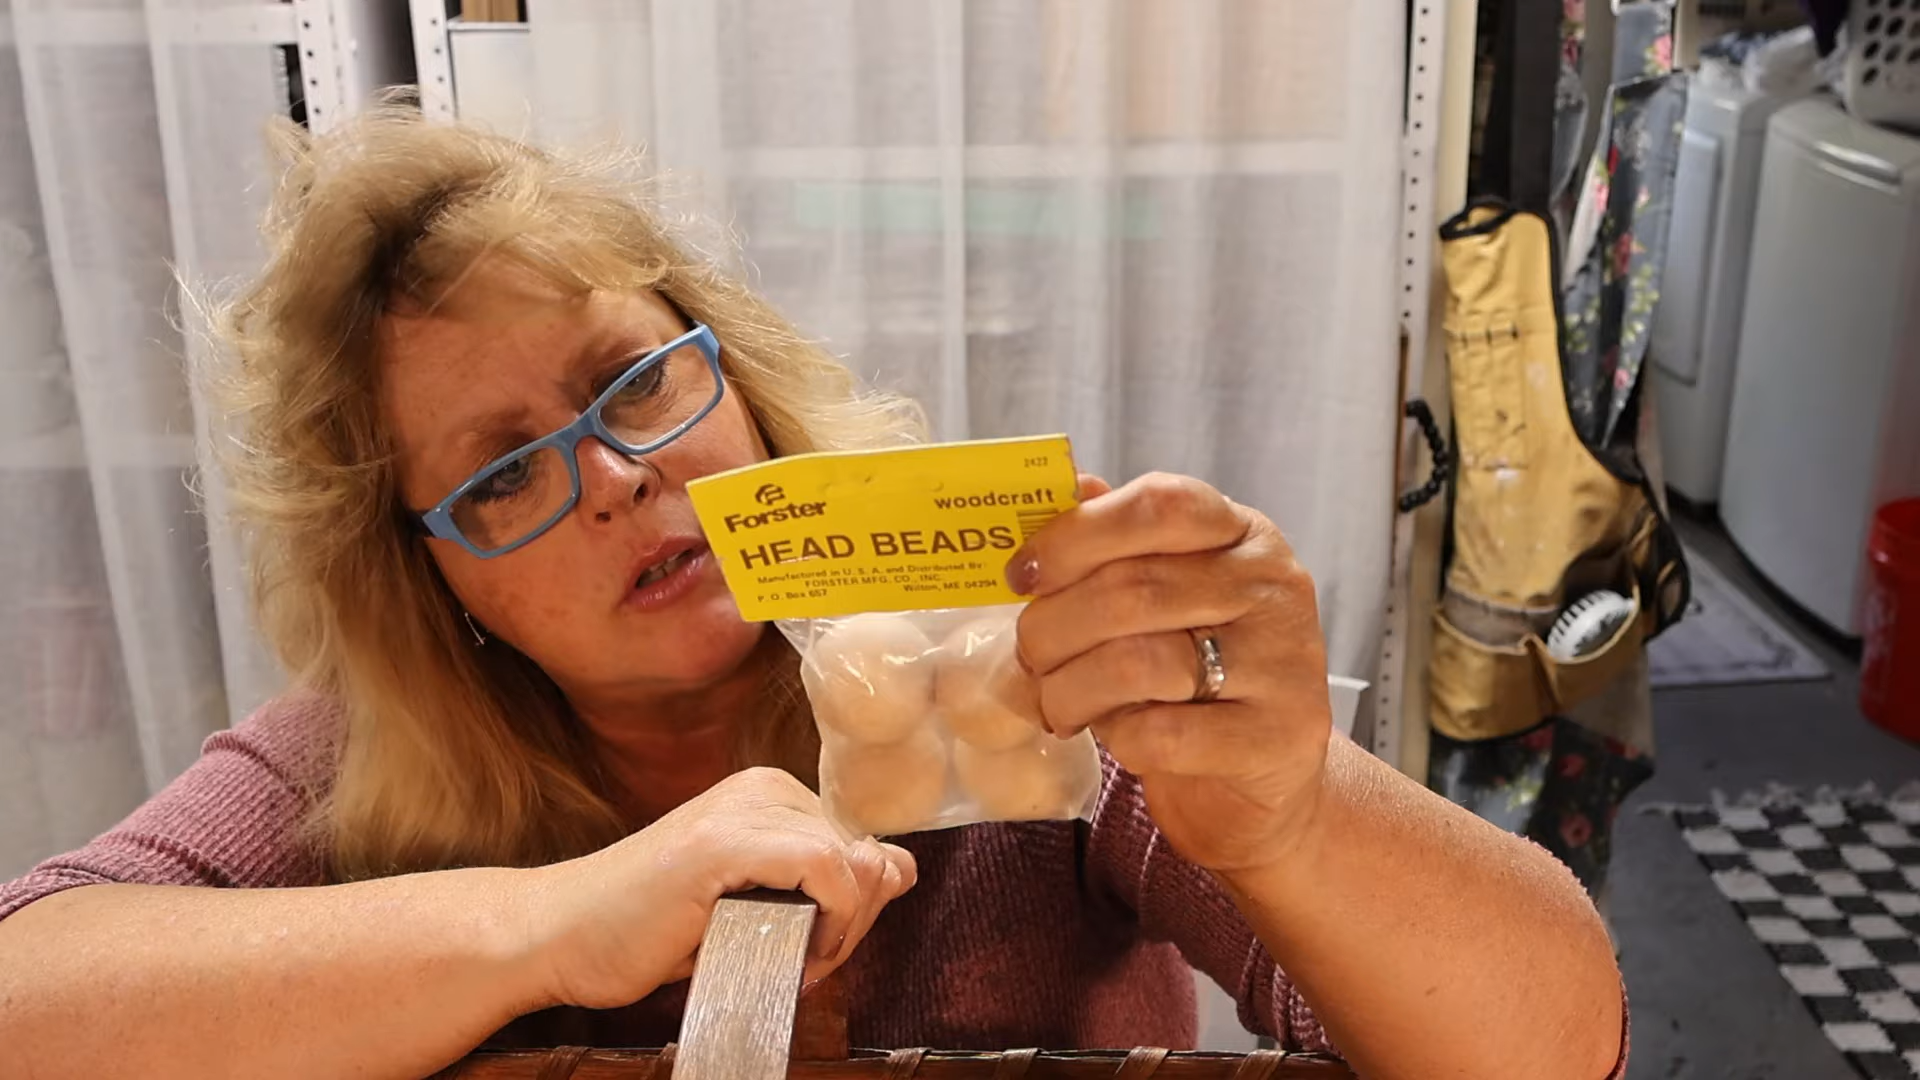 2422
Forster
woodcraft
HEAD BEADS
Manufactured in U. S. A. and Distributed By:
FORSTER MFG. CO., INC.
P. O. Box 657 Wilton, ME 04294